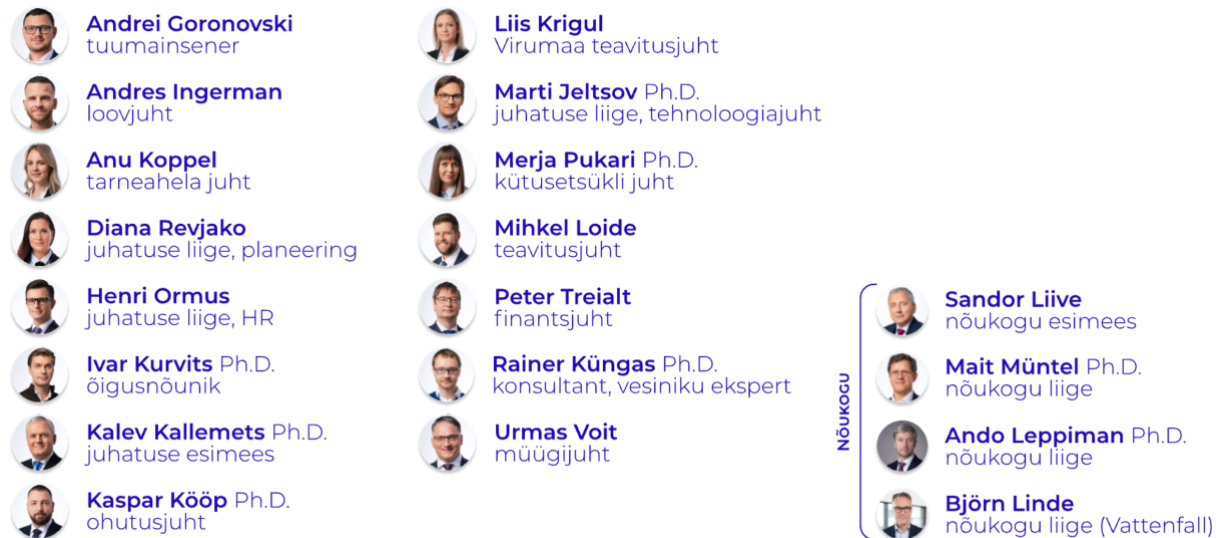 Andrei Goronovski
tuumainsener
Andres Ingerman
loovjuht
Anu Koppel
tarneahela juht
Diana Revjako
juhatuse liige, planeering
Henri Ormus
juhatuse liige, HR
Ivar Kurvits Ph.D.
õigusnõunik
Kalev Kallemets Ph.D.
juhatuse esimees
Kaspar Kööp Ph.D.
ohutusjuht
Liis Krigul
Virumaa teavitusjuht
Marti Jeltsov Ph.D.
juhatuse liige, tehnoloogiajuht
Merja Pukari Ph.D.
kütusetsükli juht
Mihkel Loide
teavitusjuht
Peter Treialt
finantsjuht
Rainer Küngas Ph.D.
konsultant, vesiniku ekspert
Urmas Voit
müügijuht
NÕUKOGU
Sandor Liive
nõukogu esimees
Mait Müntel Ph.D.
nõukogu liige
Ando Leppiman Ph.D.
nõukogu liige
Björn Linde
nõukogu liige (Vattenfall)